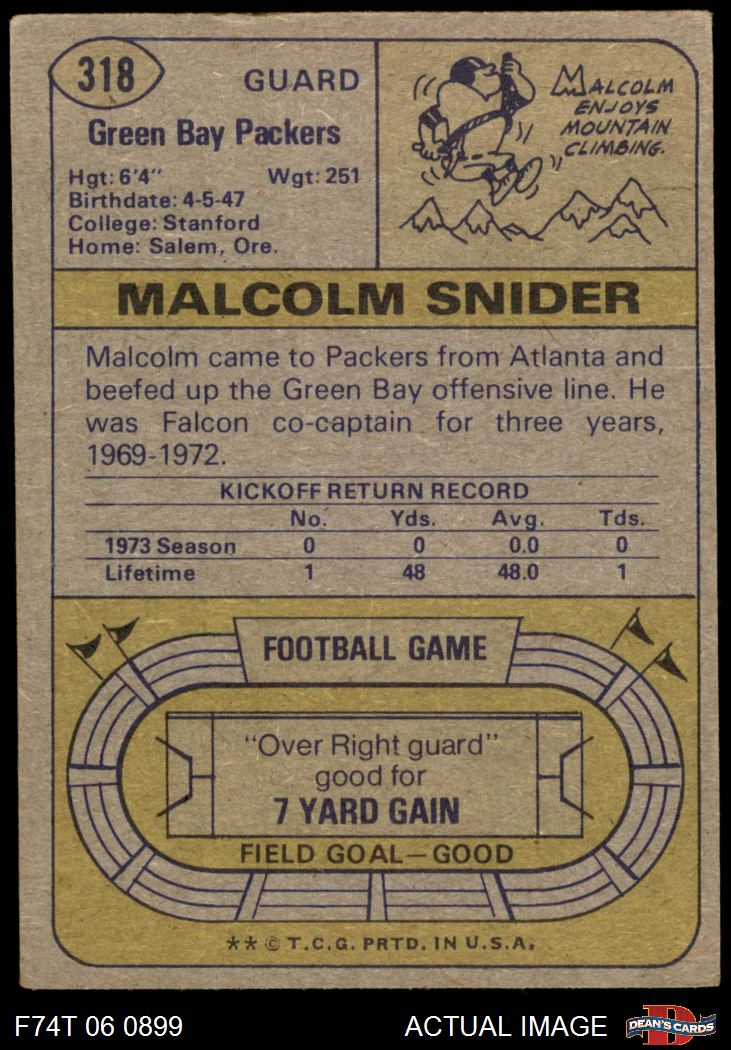 318
GUARD
Green Bay Packers
Hgt: 6'4" Wgt: 251
Birthdate: 4-5-47
College: Stanford
Home: Salem, Ore.
MALCOLM
ENJOYS
MOUNTAIN
CLIMBING.
MALCOLM SNIDER
Malcolm came to Packers from Atlanta and
beefed up the Green Bay offensive line. He
was Falcon co-captain for three years,
1969-1972.
KICKOFF RETURN RECORD
No. Yds. Avg. Tds.
1973 Season 0 0 0.0 0
Lifetime 1 48 48.0 1
FOOTBALL GAME
"Over Right guard"
good for
7 YARD GAIN
FIELD GOAL—GOOD
** © T.C.G. PRTD. IN U.S.A.
F74T 06 0899 ACTUAL IMAGE
D
DEAN'S CARDS